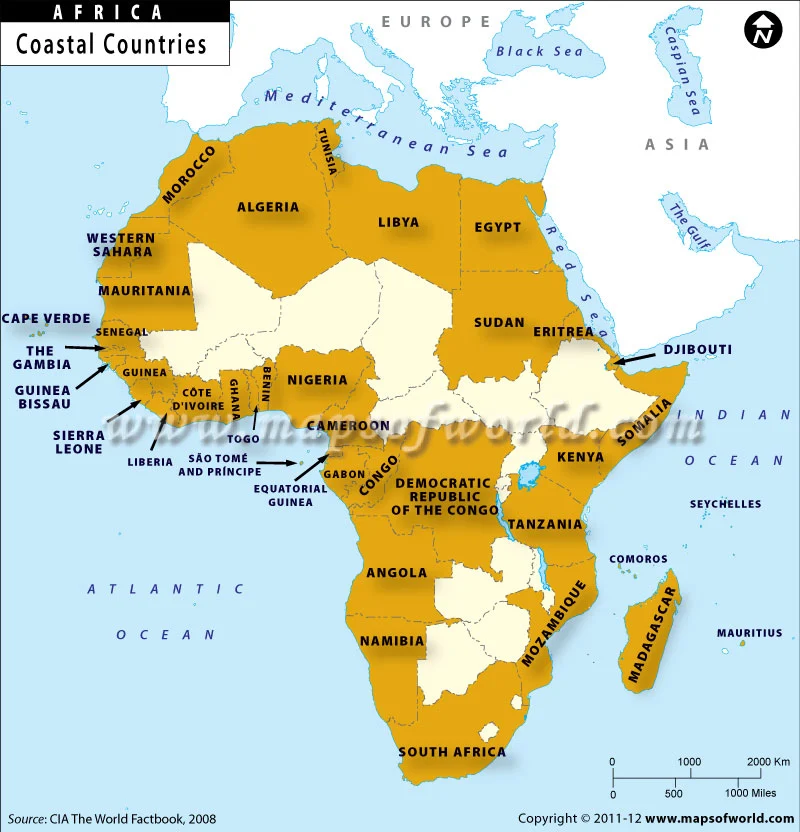 AFRICA
Coastal Countries
EUROPE
Black Sea
Caspian Sea
N
Mediterranean Sea
ASIA
MOROCCO
TUNISIA
ALGERIA
LIBYA
EGYPT
The Gulf
Red Sea
WESTERN
SAHARA
MAURITANIA
CAPE VERDE
SENEGAL
SUDAN
ERITREA
DJIBOUTI
THE
GAMBIA
GUINEA
GUINEA
BISSAU
CÔTE
D'IVOIRE
GHANA
BENIN
NIGERIA
SOMALIA
INDIAN
OCEAN
SIERRA
LEONE
LIBERIA
TOGO
CAMEROON
www.mapsofworld.com
SÃO TOMÉ
AND PRÍNCIPE
EQUATORIAL
GUINEA
GABON
CONGO
DEMOCRATIC
REPUBLIC
OF THE CONGO
KENYA
TANZANIA
SEYCHELLES
COMOROS
ATLANTIC
OCEAN
ANGOLA
NAMIBIA
MOZAMBIQUE
MADAGASCAR
MAURITIUS
SOUTH AFRICA
0 1000 2000 Km
0 500 1000 Miles
Source: CIA The World Factbook, 2008
Copyright © 2011-12 www.mapsofworld.com